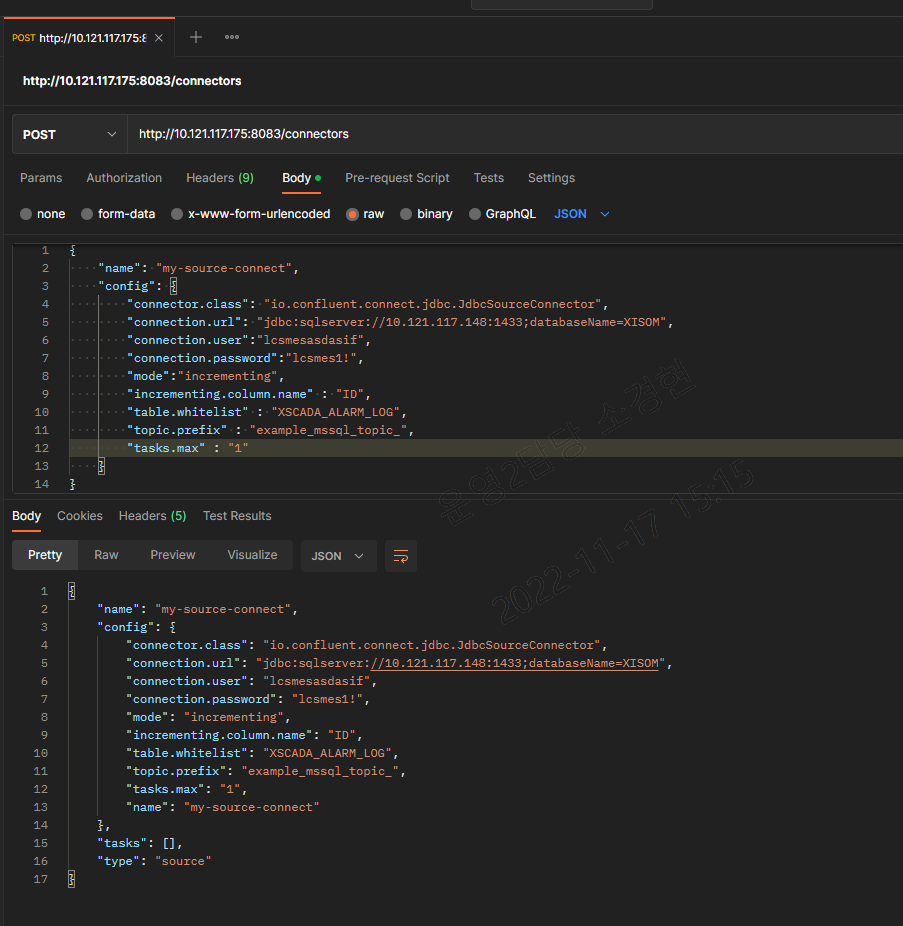 POST http://10.121.117.175:8
http://10.121.117.175:8083/connectors
POST http://10.121.117.175:8083/connectors
Params Authorization Headers (9) Body Pre-request Script Tests Settings
none form-data x-www-form-urlencoded raw binary GraphQL JSON
1 {
2 "name": "my-source-connect",
3 "config": {
4 "connector.class": "io.confluent.connect.jdbc.JdbcSourceConnector",
5 "connection.url": "jdbc:sqlserver://10.121.117.148:1433;databaseName=XISOM",
6 "connection.user":"lcsmesasdasif",
7 "connection.password":"lcsmes1!",
8 "mode":"incrementing",
9 "incrementing.column.name" : "ID",
10 "table.whitelist" : "XSCADA_ALARM_LOG",
11 "topic.prefix" : "example_mssql_topic_",
12 "tasks.max" : "1"
13 }
14 }
운영2담당 소경현
2022-11-17 15:15
Body Cookies Headers (5) Test Results
Pretty Raw Preview Visualize JSON
1 {
2 "name": "my-source-connect",
3 "config": {
4 "connector.class": "io.confluent.connect.jdbc.JdbcSourceConnector",
5 "connection.url": "jdbc:sqlserver://10.121.117.148:1433;databaseName=XISOM",
6 "connection.user": "lcsmesasdasif",
7 "connection.password": "lcsmes1!",
8 "mode": "incrementing",
9 "incrementing.column.name": "ID",
10 "table.whitelist": "XSCADA_ALARM_LOG",
11 "topic.prefix": "example_mssql_topic_",
12 "tasks.max": "1",
13 "name": "my-source-connect"
14 },
15 "tasks": [],
16 "type": "source"
17 }